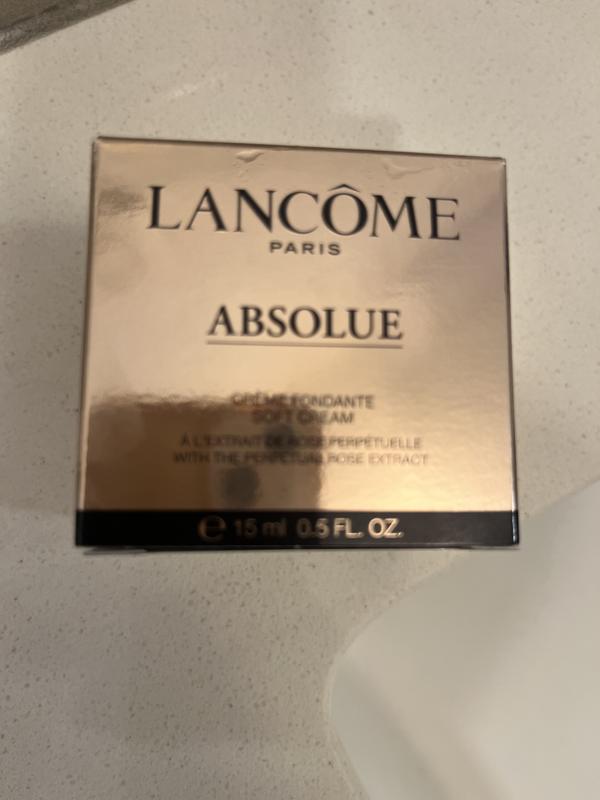 LANCÔME
PARIS
ABSOLUE
CRÈME FONDANTE
SOFT CREAM
À L'EXTRAIT DE ROSE PERPÉTUELLE
WITH THE PERPETUAL ROSE EXTRACT
℮ 15 ml 0.5 FL. OZ.